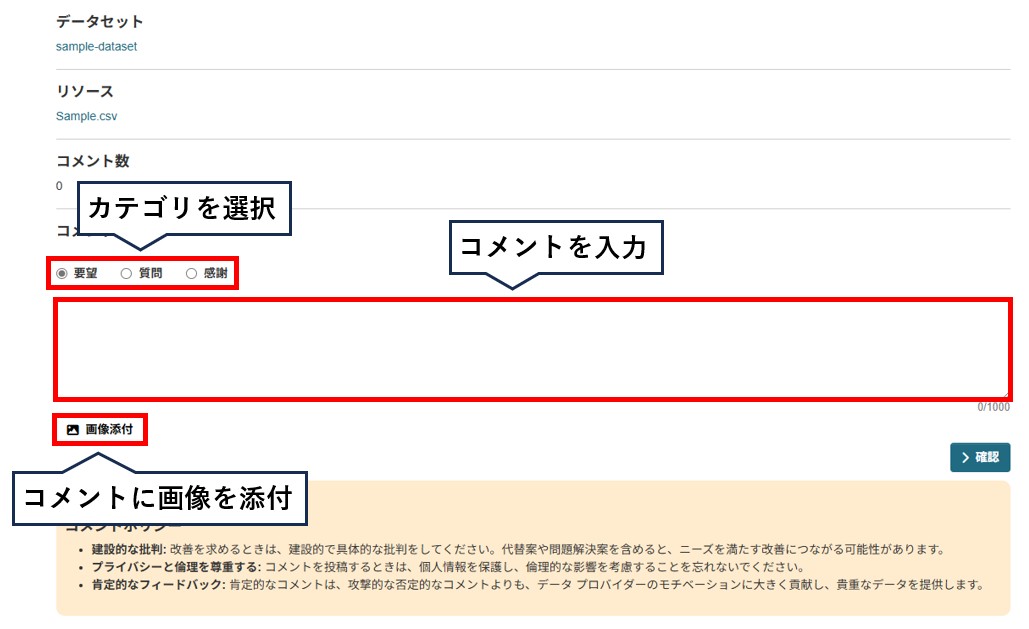 データセット
sample-dataset
リソース
Sample.csv
コメント数
0
カテゴリを選択
コメントを入力
要望 質問 感謝
0/1000
画像添付
確認
コメントに画像を添付
コメントポリシー
建設的な批判: 改善を求めるときは、建設的で具体的な批判をしてください。代替案や問題解決案を含めると、ニーズを満たす改善につながる可能性があります。
プライバシーと倫理を尊重する: コメントを投稿するときは、個人情報を保護し、倫理的な影響を考慮することを忘れないでください。
肯定的なフィードバック: 肯定的なコメントは、攻撃的な否定的なコメントよりも、データ プロバイダーのモチベーションに大きく貢献し、貴重なデータを提供します。